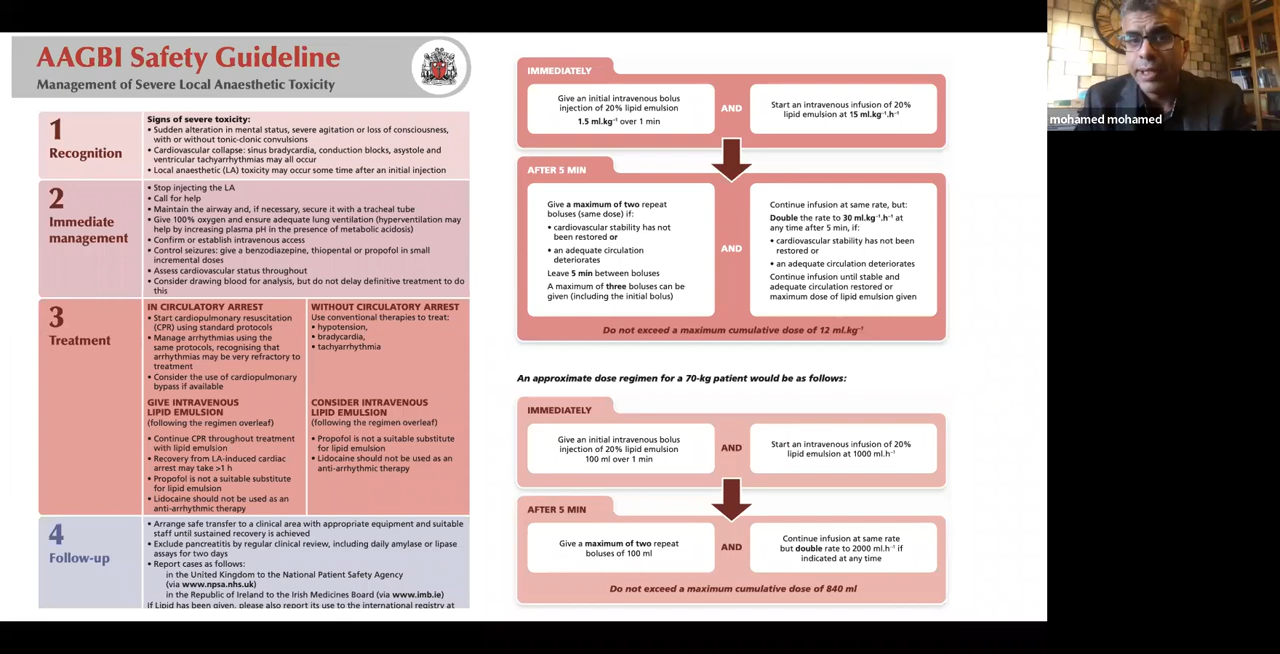 AAGBI Safety Guideline
Management of Severe Local Anaesthetic Toxicity
1
Recognition
Signs of severe toxicity:
• Sudden alteration in mental status, severe agitation or loss of consciousness,
with or without tonic-clonic convulsions
• Cardiovascular collapse: sinus bradycardia, conduction blocks, asystole and
ventricular tachyarrhythmias may all occur
• Local anaesthetic (LA) toxicity may occur some time after an initial injection
2
Immediate
management
• Stop injecting the LA
• Call for help
• Maintain the airway and, if necessary, secure it with a tracheal tube
• Give 100% oxygen and ensure adequate lung ventilation (hyperventilation may
help by increasing plasma pH in the presence of metabolic acidosis)
• Confirm or establish intravenous access
• Control seizures: give a benzodiazepine, thiopental or propofol in small
incremental doses
• Assess cardiovascular status throughout
• Consider drawing blood for analysis, but do not delay definitive treatment to do
this
3
Treatment
IN CIRCULATORY ARREST
• Start cardiopulmonary resuscitation
(CPR) using standard protocols
• Manage arrhythmias using the
same protocols, recognising that
arrhythmias may be very refractory to
treatment
• Consider the use of cardiopulmonary
bypass if available
GIVE INTRAVENOUS
LIPID EMULSION
(following the regimen overleaf)
• Continue CPR throughout treatment
with lipid emulsion
• Recovery from LA-induced cardiac
arrest may take >1 h
• Propofol is not a suitable substitute
for lipid emulsion
• Lidocaine should not be used as an
anti-arrhythmic therapy
WITHOUT CIRCULATORY ARREST
Use conventional therapies to treat:
• hypotension,
• bradycardia,
• tachyarrhythmia
CONSIDER INTRAVENOUS
LIPID EMULSION
(following the regimen overleaf)
• Propofol is not a suitable substitute
for lipid emulsion
• Lidocaine should not be used as an
anti-arrhythmic therapy
4
Follow-up
• Arrange safe transfer to a clinical area with appropriate equipment and suitable
staff until sustained recovery is achieved
• Exclude pancreatitis by regular clinical review, including daily amylase or lipase
assays for two days
• Report cases as follows:
in the United Kingdom to the National Patient Safety Agency
(via www.npsa.nhs.uk)
in the Republic of Ireland to the Irish Medicines Board (via www.imb.ie)
If Lipid has been given, please also report its use to the international registry at
IMMEDIATELY
Give an initial intravenous bolus
injection of 20% lipid emulsion
1.5 ml.kg⁻¹ over 1 min
AND
Start an intravenous infusion of 20%
lipid emulsion at 15 ml.kg⁻¹.h⁻¹
AFTER 5 MIN
Give a maximum of two repeat
boluses (same dose) if:
• cardiovascular stability has not
been restored or
• an adequate circulation
deteriorates
Leave 5 min between boluses
A maximum of three boluses can be
given (including the initial bolus)
AND
Continue infusion at same rate, but:
Double the rate to 30 ml.kg⁻¹.h⁻¹ at
any time after 5 min, if:
• cardiovascular stability has not been
restored or
• an adequate circulation deteriorates
Continue infusion until stable and
adequate circulation restored or
maximum dose of lipid emulsion given
Do not exceed a maximum cumulative dose of 12 ml.kg⁻¹
An approximate dose regimen for a 70-kg patient would be as follows:
IMMEDIATELY
Give an initial intravenous bolus
injection of 20% lipid emulsion
100 ml over 1 min
AND
Start an intravenous infusion of 20%
lipid emulsion at 1000 ml.h⁻¹
AFTER 5 MIN
Give a maximum of two repeat
boluses of 100 ml
AND
Continue infusion at same rate
but double rate to 2000 ml.h⁻¹ if
indicated at any time
Do not exceed a maximum cumulative dose of 840 ml
mohamed mohamed